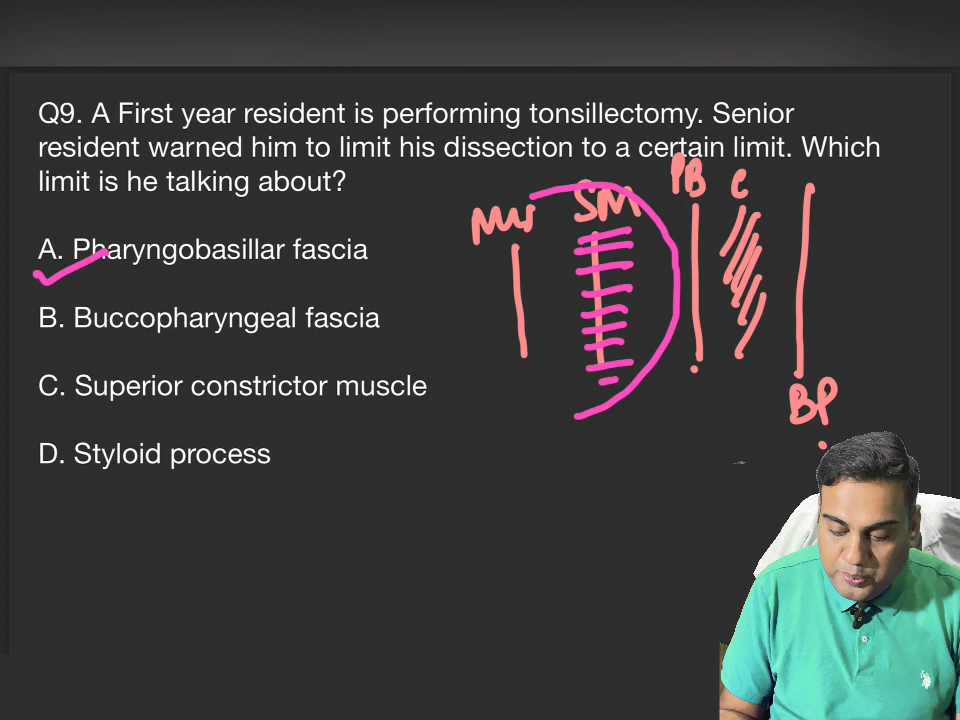 Q9. A First year resident is performing tonsillectomy. Senior
resident warned him to limit his dissection to a certain limit. Which
limit is he talking about?
PB C
Mus SM
A. Pharyngobasillar fascia
B. Buccopharyngeal fascia
C. Superior constrictor muscle
BP
D. Styloid process